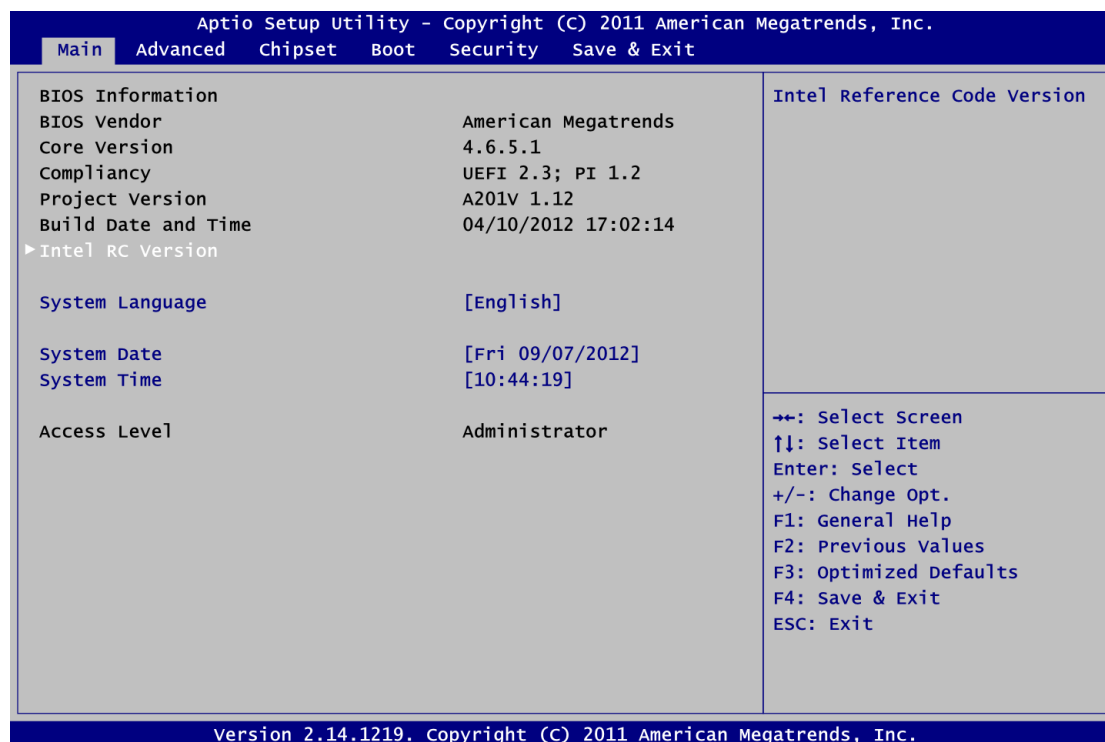 Aptio Setup Utility - Copyright (C) 2011 American Megatrends, Inc.
Main Advanced Chipset Boot Security Save & Exit
BIOS Information
BIOS Vendor American Megatrends
Core Version 4.6.5.1
Compliancy UEFI 2.3; PI 1.2
Project Version A201V 1.12
Build Date and Time 04/10/2012 17:02:14
►Intel RC Version
System Language [English]
System Date [Fri 09/07/2012]
System Time [10:44:19]
Access Level Administrator
Intel Reference Code Version
→←: Select Screen
↑↓: Select Item
Enter: Select
+/-: Change Opt.
F1: General Help
F2: Previous Values
F3: Optimized Defaults
F4: Save & Exit
ESC: Exit
Version 2.14.1219. Copyright (C) 2011 American Megatrends, Inc.